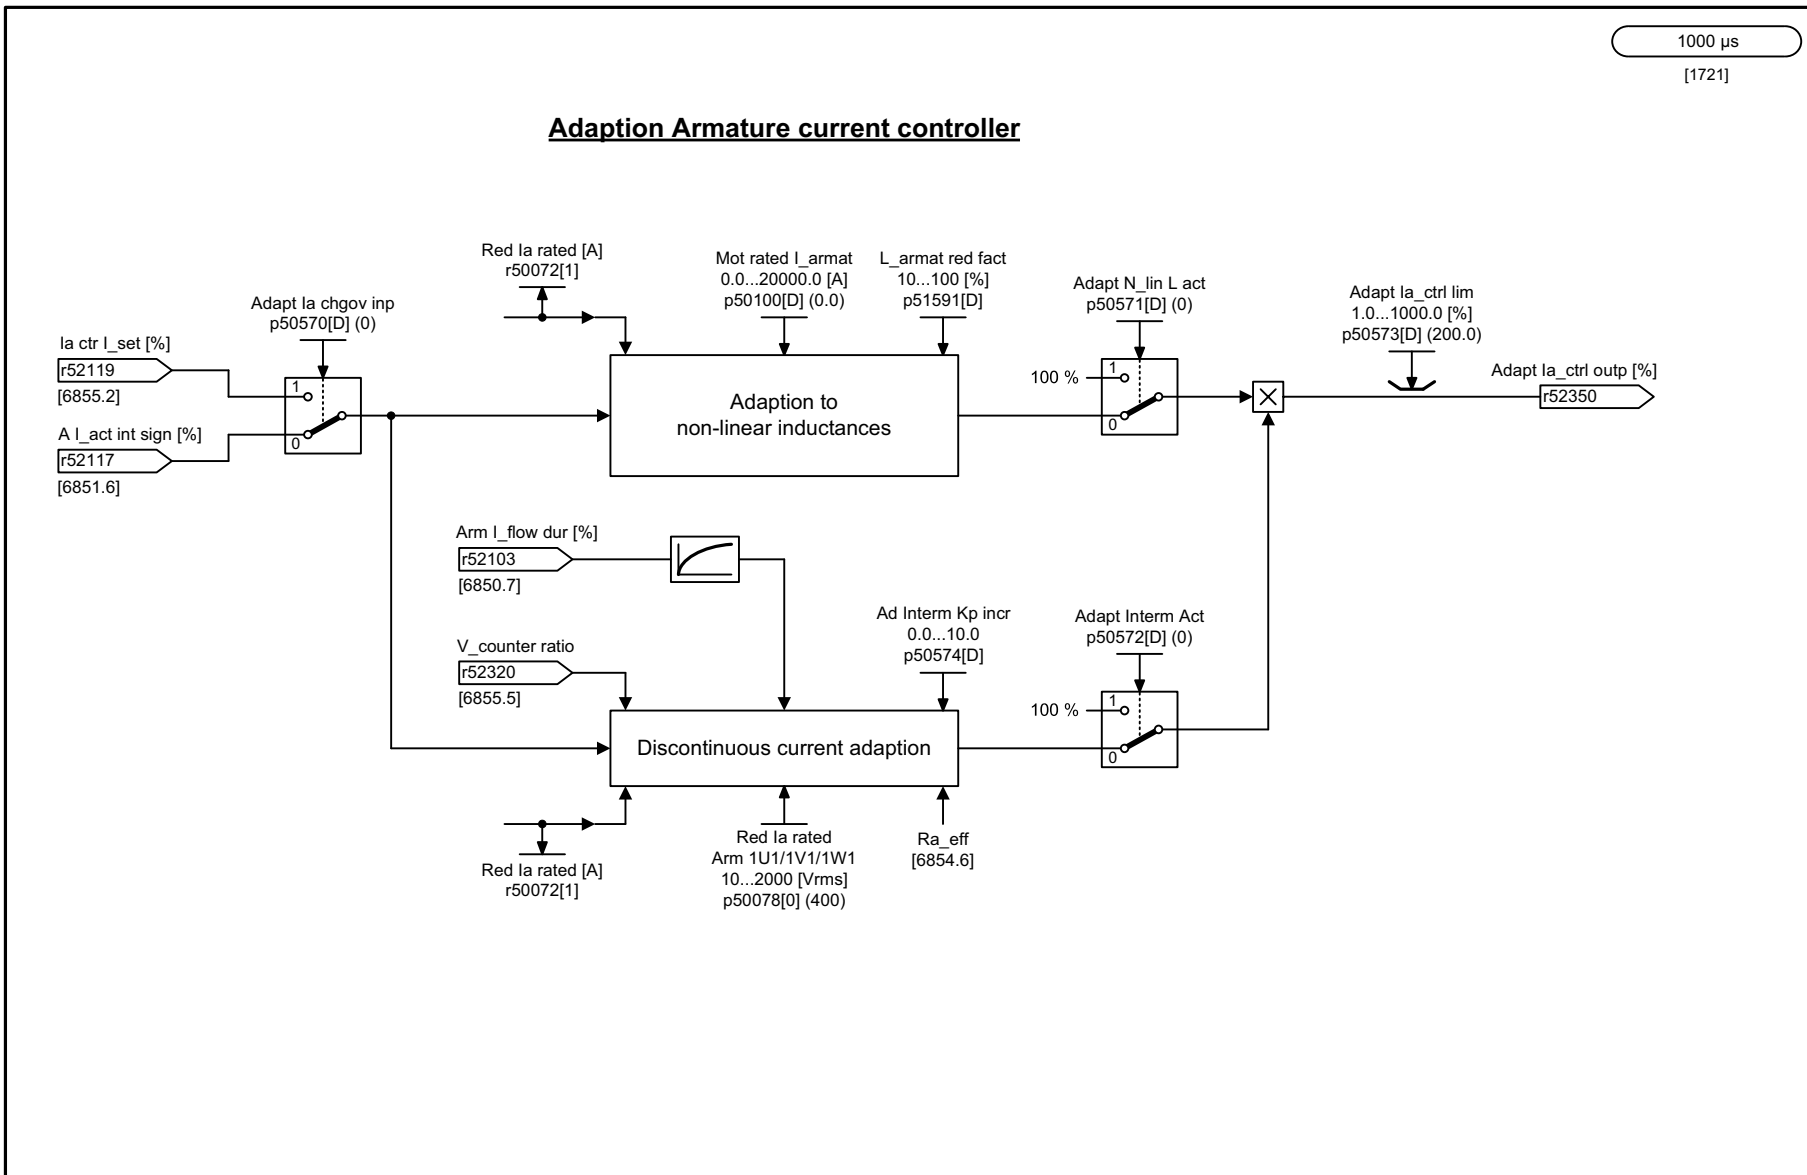 1000 µs
[1721]
Adaption Armature current controller
Red Ia rated [A]
r50072[1]
Mot rated I_armat
0.0...20000.0 [A]
p50100[D] (0.0)
L_armat red fact
10...100 [%]
p51591[D]
Adapt N_lin L act
p50571[D] (0)
Adapt Ia_ctrl lim
1.0...1000.0 [%]
p50573[D] (200.0)
Adapt Ia chgov inp
p50570[D] (0)
Ia ctr I_set [%]
r52119
[6855.2]
A I_act int sign [%]
r52117
[6851.6]
1
0
Adaption to
non-linear inductances
100 %
1
0
Adapt Ia_ctrl outp [%]
r52350
Arm I_flow dur [%]
r52103
[6850.7]
V_counter ratio
r52320
[6855.5]
Ad Interm Kp incr
0.0...10.0
p50574[D]
Adapt Interm Act
p50572[D] (0)
100 %
1
0
Discontinuous current adaption
Red Ia rated [A]
r50072[1]
Red Ia rated
Arm 1U1/1V1/1W1
10...2000 [Vrms]
p50078[0] (400)
Ra_eff
[6854.6]